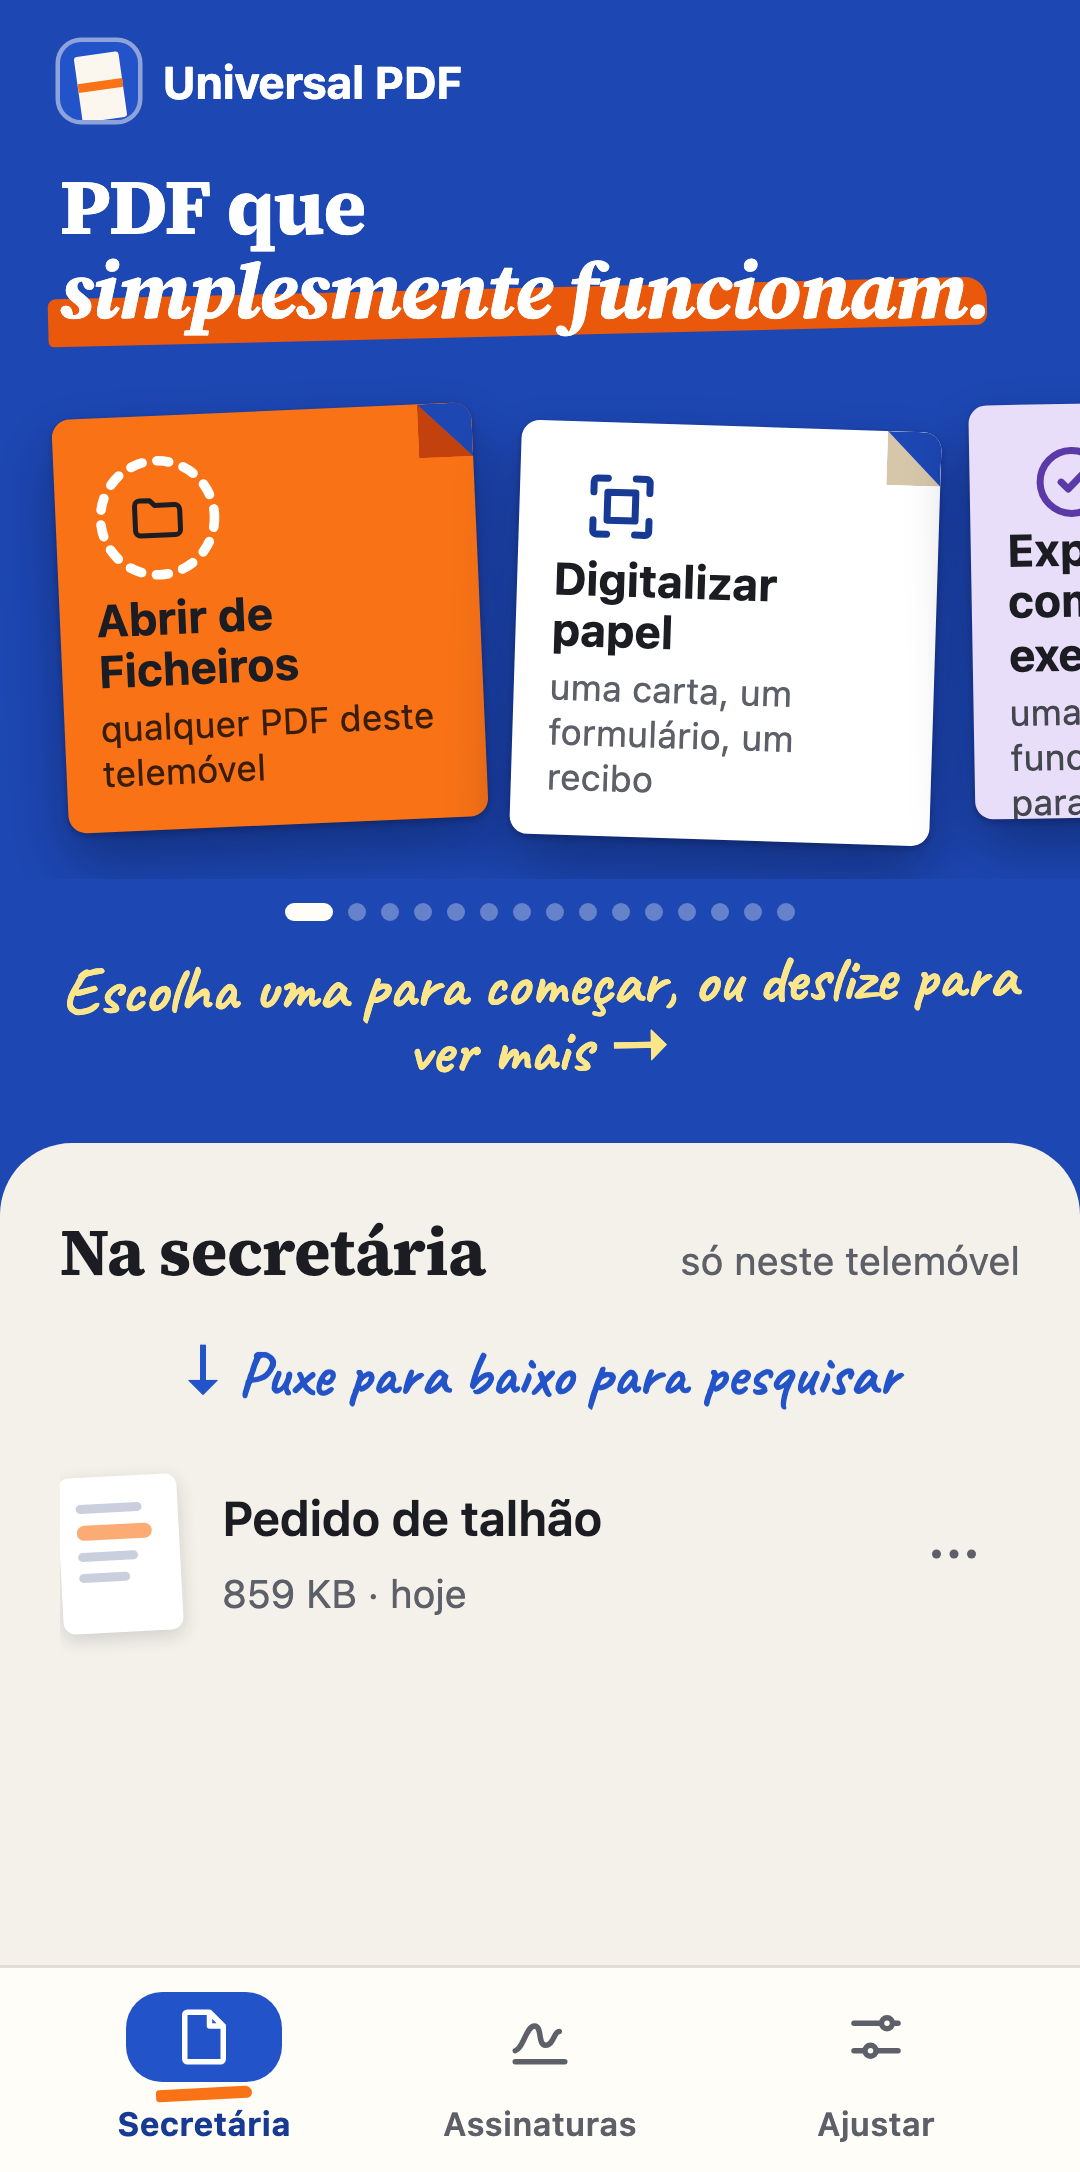 Universal PDF
PDF que
simplesmente funcionam.
Abrir de
Ficheiros
qualquer PDF deste
telemóvel
Digitalizar
papel
uma carta, um
formulário, um
recibo
uma
Escolha uma para começar, ou deslize para
ver mais →
Na secretária
só neste telemóvel
↓ Puxe para baixo para pesquisar
Pedido de talhão
859 KB · hoje
Secretária
Assinaturas
Ajustar